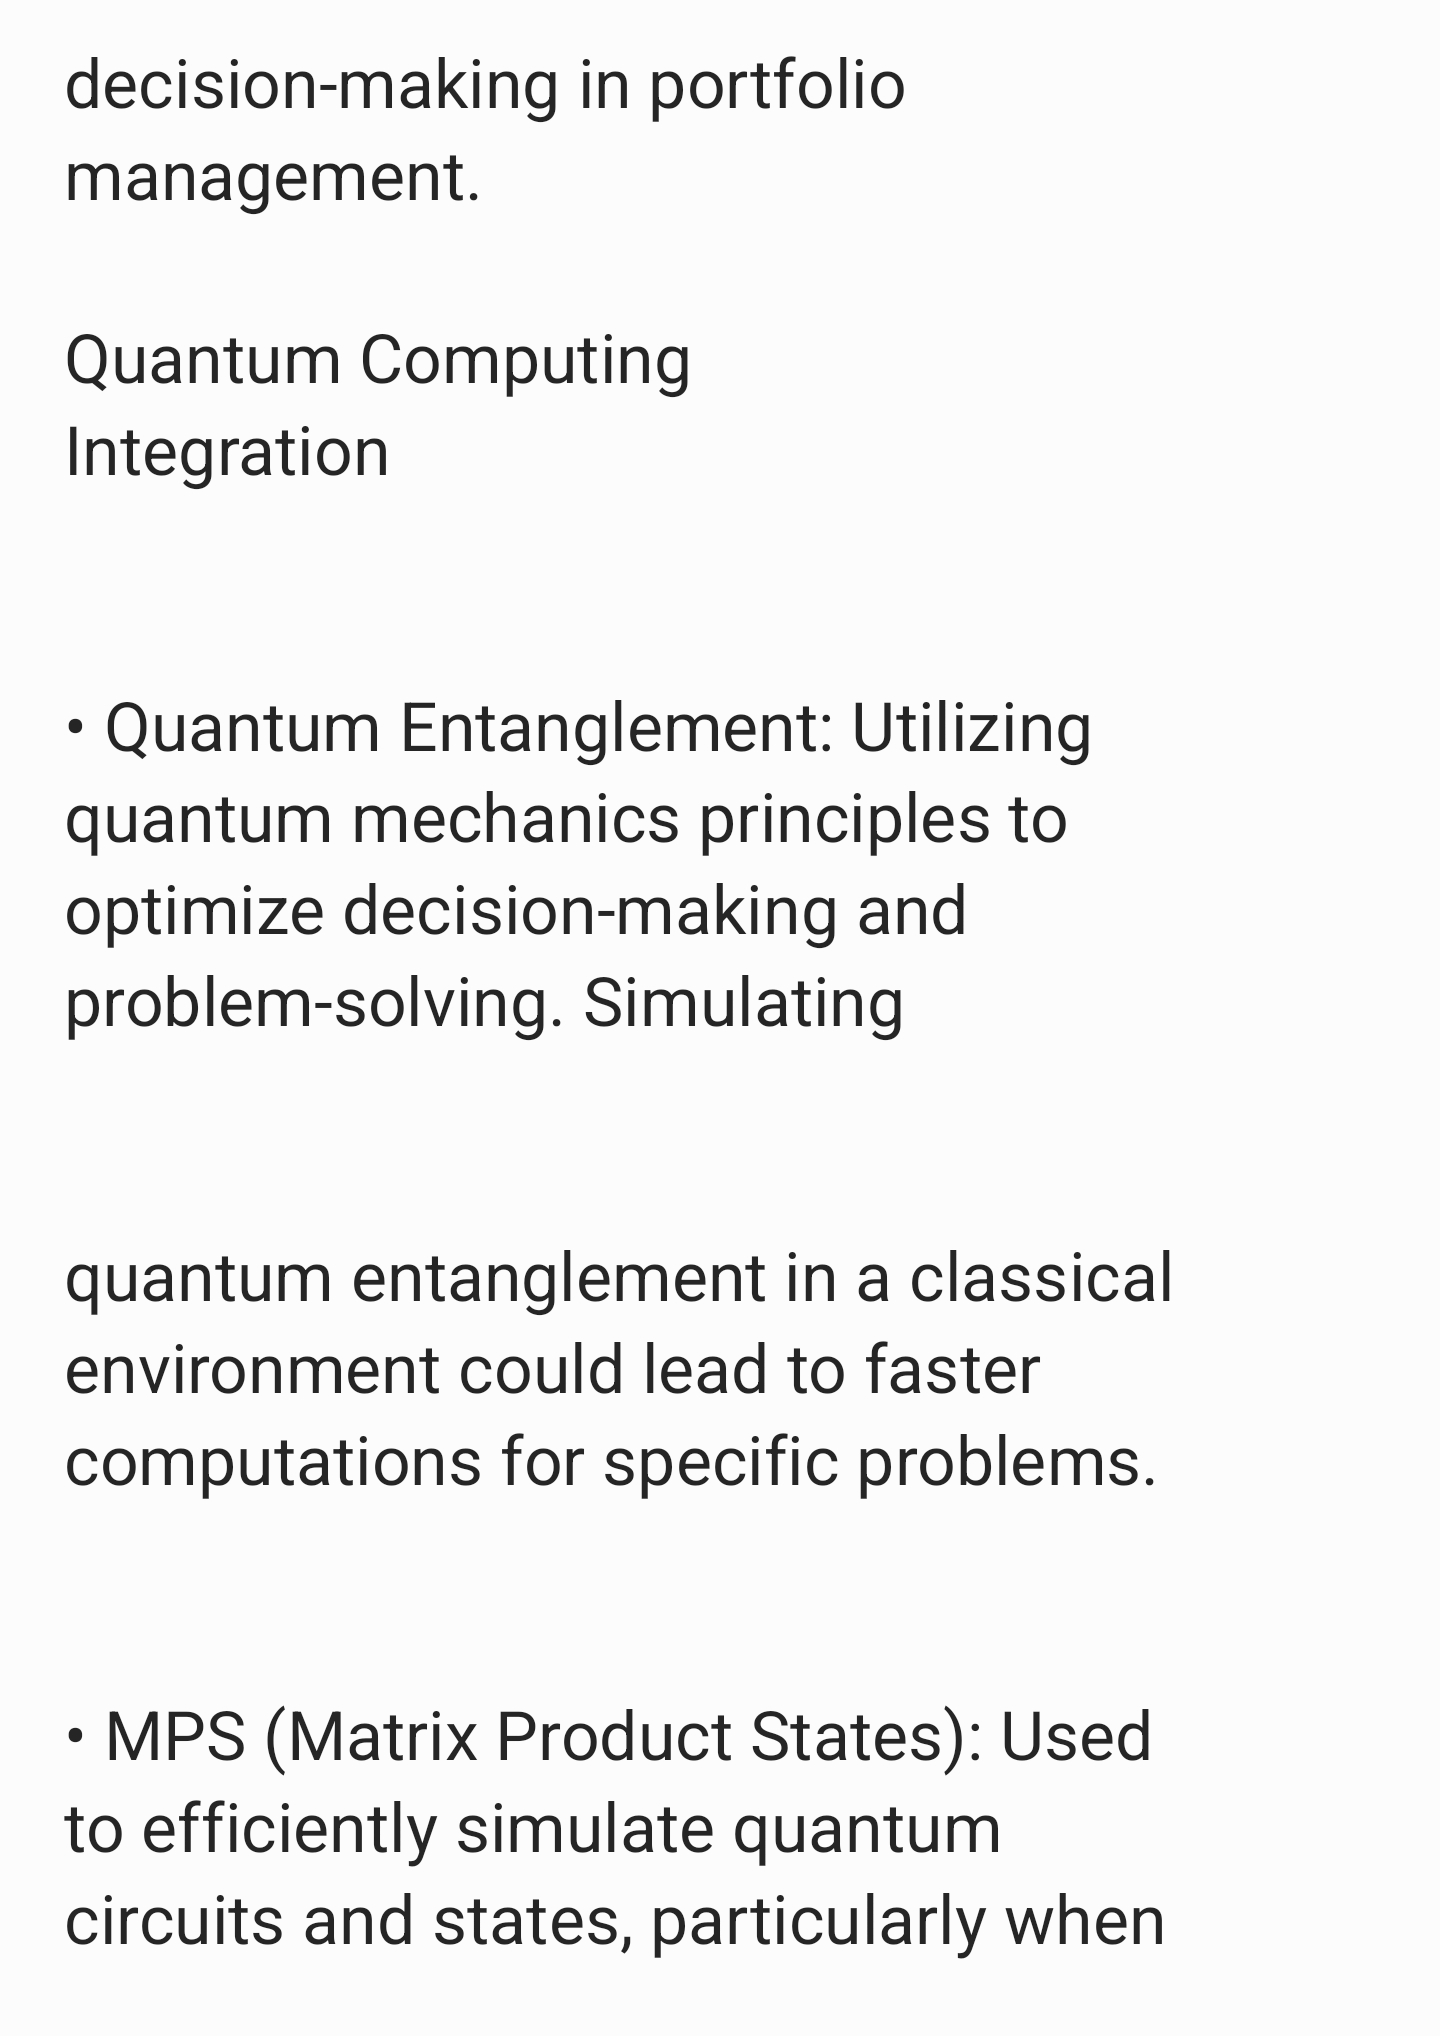 decision-making in portfolio
management.
Quantum Computing
Integration
• Quantum Entanglement: Utilizing
quantum mechanics principles to
optimize decision-making and
problem-solving. Simulating
quantum entanglement in a classical
environment could lead to faster
computations for specific problems.
• MPS (Matrix Product States): Used
to efficiently simulate quantum
circuits and states, particularly when